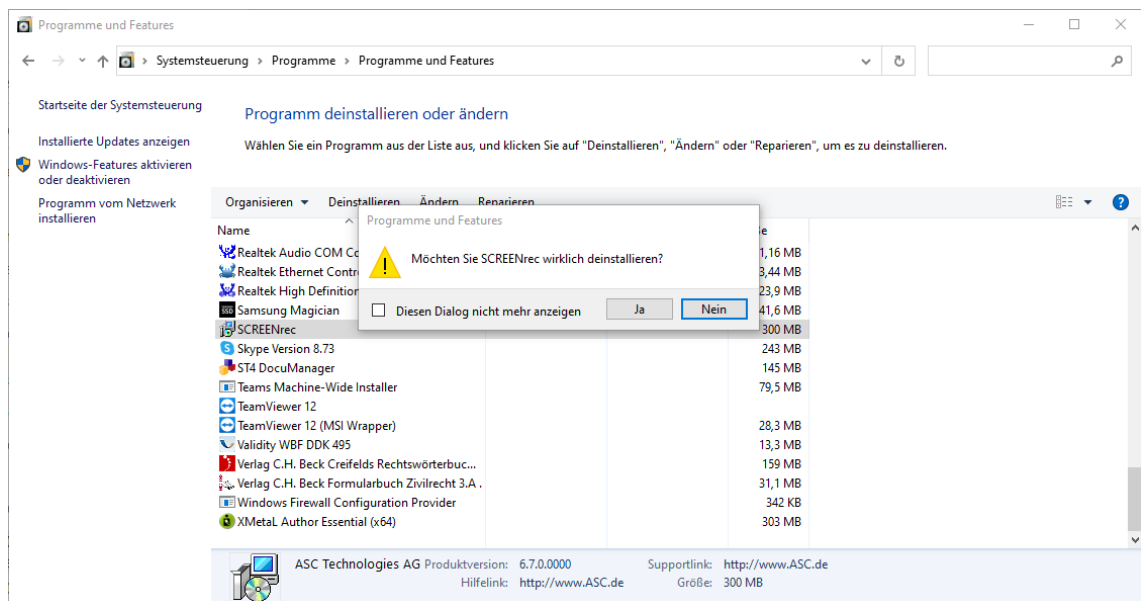 Programme und Features
Systemsteuerung > Programme > Programme und Features
Startseite der Systemsteuerung
Installierte Updates anzeigen
Windows-Features aktivieren
oder deaktivieren
Programm vom Netzwerk
installieren
Programm deinstallieren oder ändern
Wählen Sie ein Programm aus der Liste aus, und klicken Sie auf "Deinstallieren", "Ändern" oder "Reparieren", um es zu deinstallieren.
Organisieren Deinstallieren Ändern Reparieren
Programme und Features
Möchten Sie SCREENrec wirklich deinstallieren?
Diesen Dialog nicht mehr anzeigen Ja Nein
Name
Realtek Audio COM 1,16 MB
Realtek Ethernet 3,44 MB
Realtek High Definition 23,9 MB
Samsung Magician 41,6 MB
SCREENrec 300 MB
Skype Version 8.73 243 MB
ST4 DocuManager 145 MB
Teams Machine-Wide Installer 79,5 MB
TeamViewer 12
TeamViewer 12 (MSI Wrapper) 28,3 MB
Validity WBF DDK 495 13,3 MB
Verlag C.H. Beck Creifelds Rechtswörterbuc... 159 MB
Verlag C.H. Beck Formularbuch Zivilrecht 3.A . 31,1 MB
Windows Firewall Configuration Provider 342 KB
XMetaL Author Essential (x64) 303 MB
ASC Technologies AG Produktversion: 6.7.0.0000 Supportlink: http://www.ASC.de
Hilfelink: http://www.ASC.de Größe: 300 MB